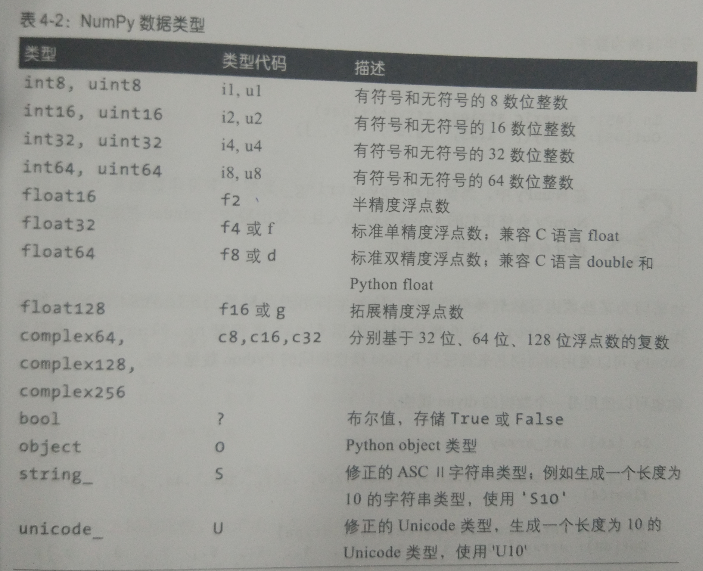 表 4-2：NumPy 数据类型
类型 类型代码 描述
int8, uint8 i1, u1 有符号和无符号的 8 数位整数
int16, uint16 i2, u2 有符号和无符号的 16 数位整数
int32, uint32 i4, u4 有符号和无符号的 32 数位整数
int64, uint64 i8, u8 有符号和无符号的 64 数位整数
float16 f2 半精度浮点数
float32 f4 或 f 标准单精度浮点数；兼容 C 语言 float
float64 f8 或 d 标准双精度浮点数；兼容 C 语言 double 和
Python float
float128 f16 或 g 拓展精度浮点数
complex64, c8,c16,c32 分别基于 32 位、64 位、128 位浮点数的复数
complex128,
complex256
bool ? 布尔值，存储 True 或 False
object O Python object 类型
string_ S 修正的 ASC Ⅱ 字符串类型；例如生成一个长度为
10 的字符串类型，使用 'S10'
unicode_ U 修正的 Unicode 类型，生成一个长度为 10 的
Unicode 类型，使用 'U10'